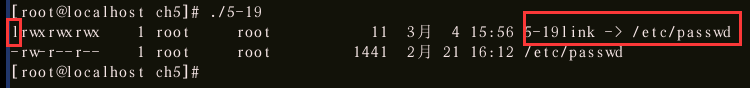 [root@localhost ch5]# ./5-19
lrwxrwxrwx 1 root root 11 3月 4 15:56 5-19link -> /etc/passwd
-rw-r--r-- 1 root root 1441 2月 21 16:12 /etc/passwd
[root@localhost ch5]#